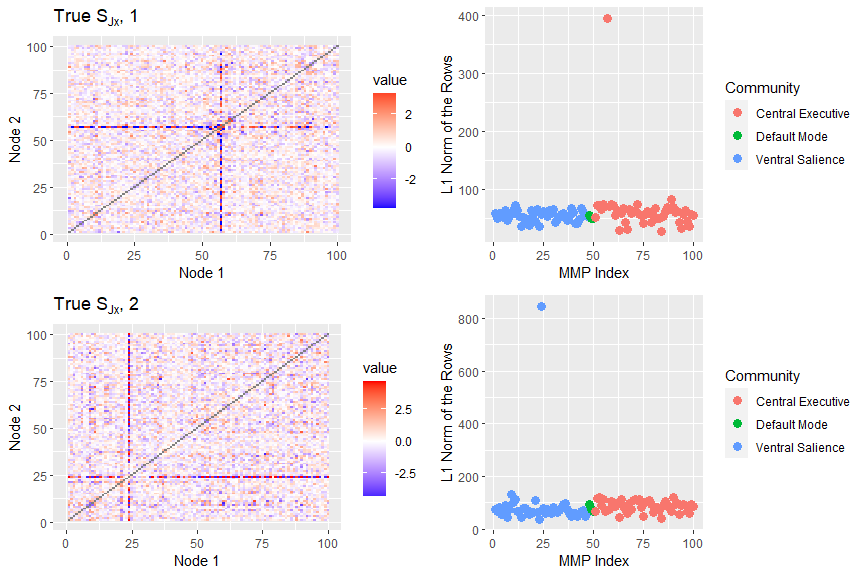 True S_Jx, 1
100
75
50
25
0
Node 2
0
25
50
75
100
Node 1
value
2
0
-2
400
300
200
100
L1 Norm of the Rows
0
25
50
75
100
MMP Index
Community
Central Executive
Default Mode
Ventral Salience
True S_Jx, 2
100
75
50
25
0
Node 2
0
25
50
75
100
Node 1
value
2.5
0.0
-2.5
800
600
400
200
0
L1 Norm of the Rows
0
25
50
75
100
MMP Index
Community
Central Executive
Default Mode
Ventral Salience